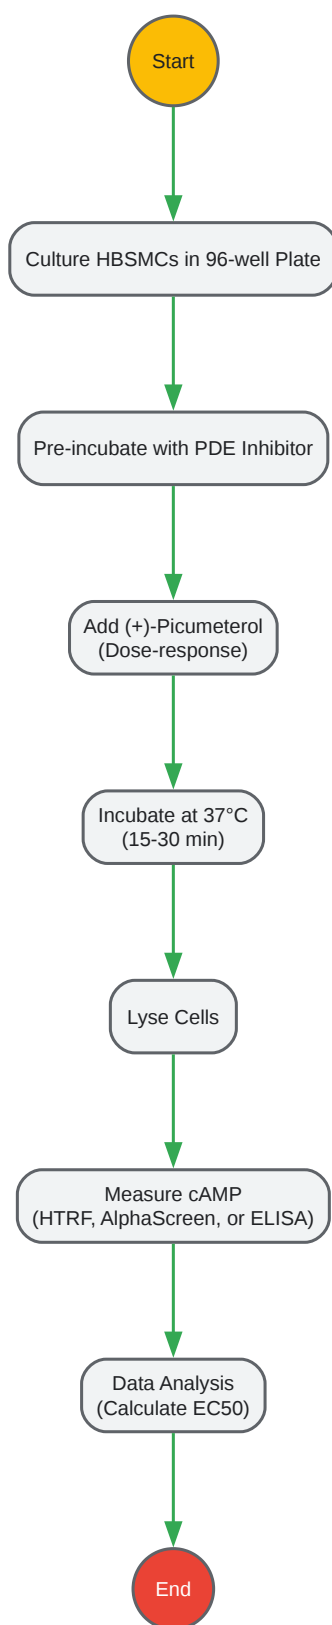 Start
Culture HBSMCs in 96-well Plate
Pre-incubate with PDE Inhibitor
Add (+)-Picumeterol
(Dose-response)
Incubate at 37°C
(15-30 min)
Lyse Cells
Measure cAMP
(HTRF, AlphaScreen, or ELISA)
Data Analysis
(Calculate EC50)
End